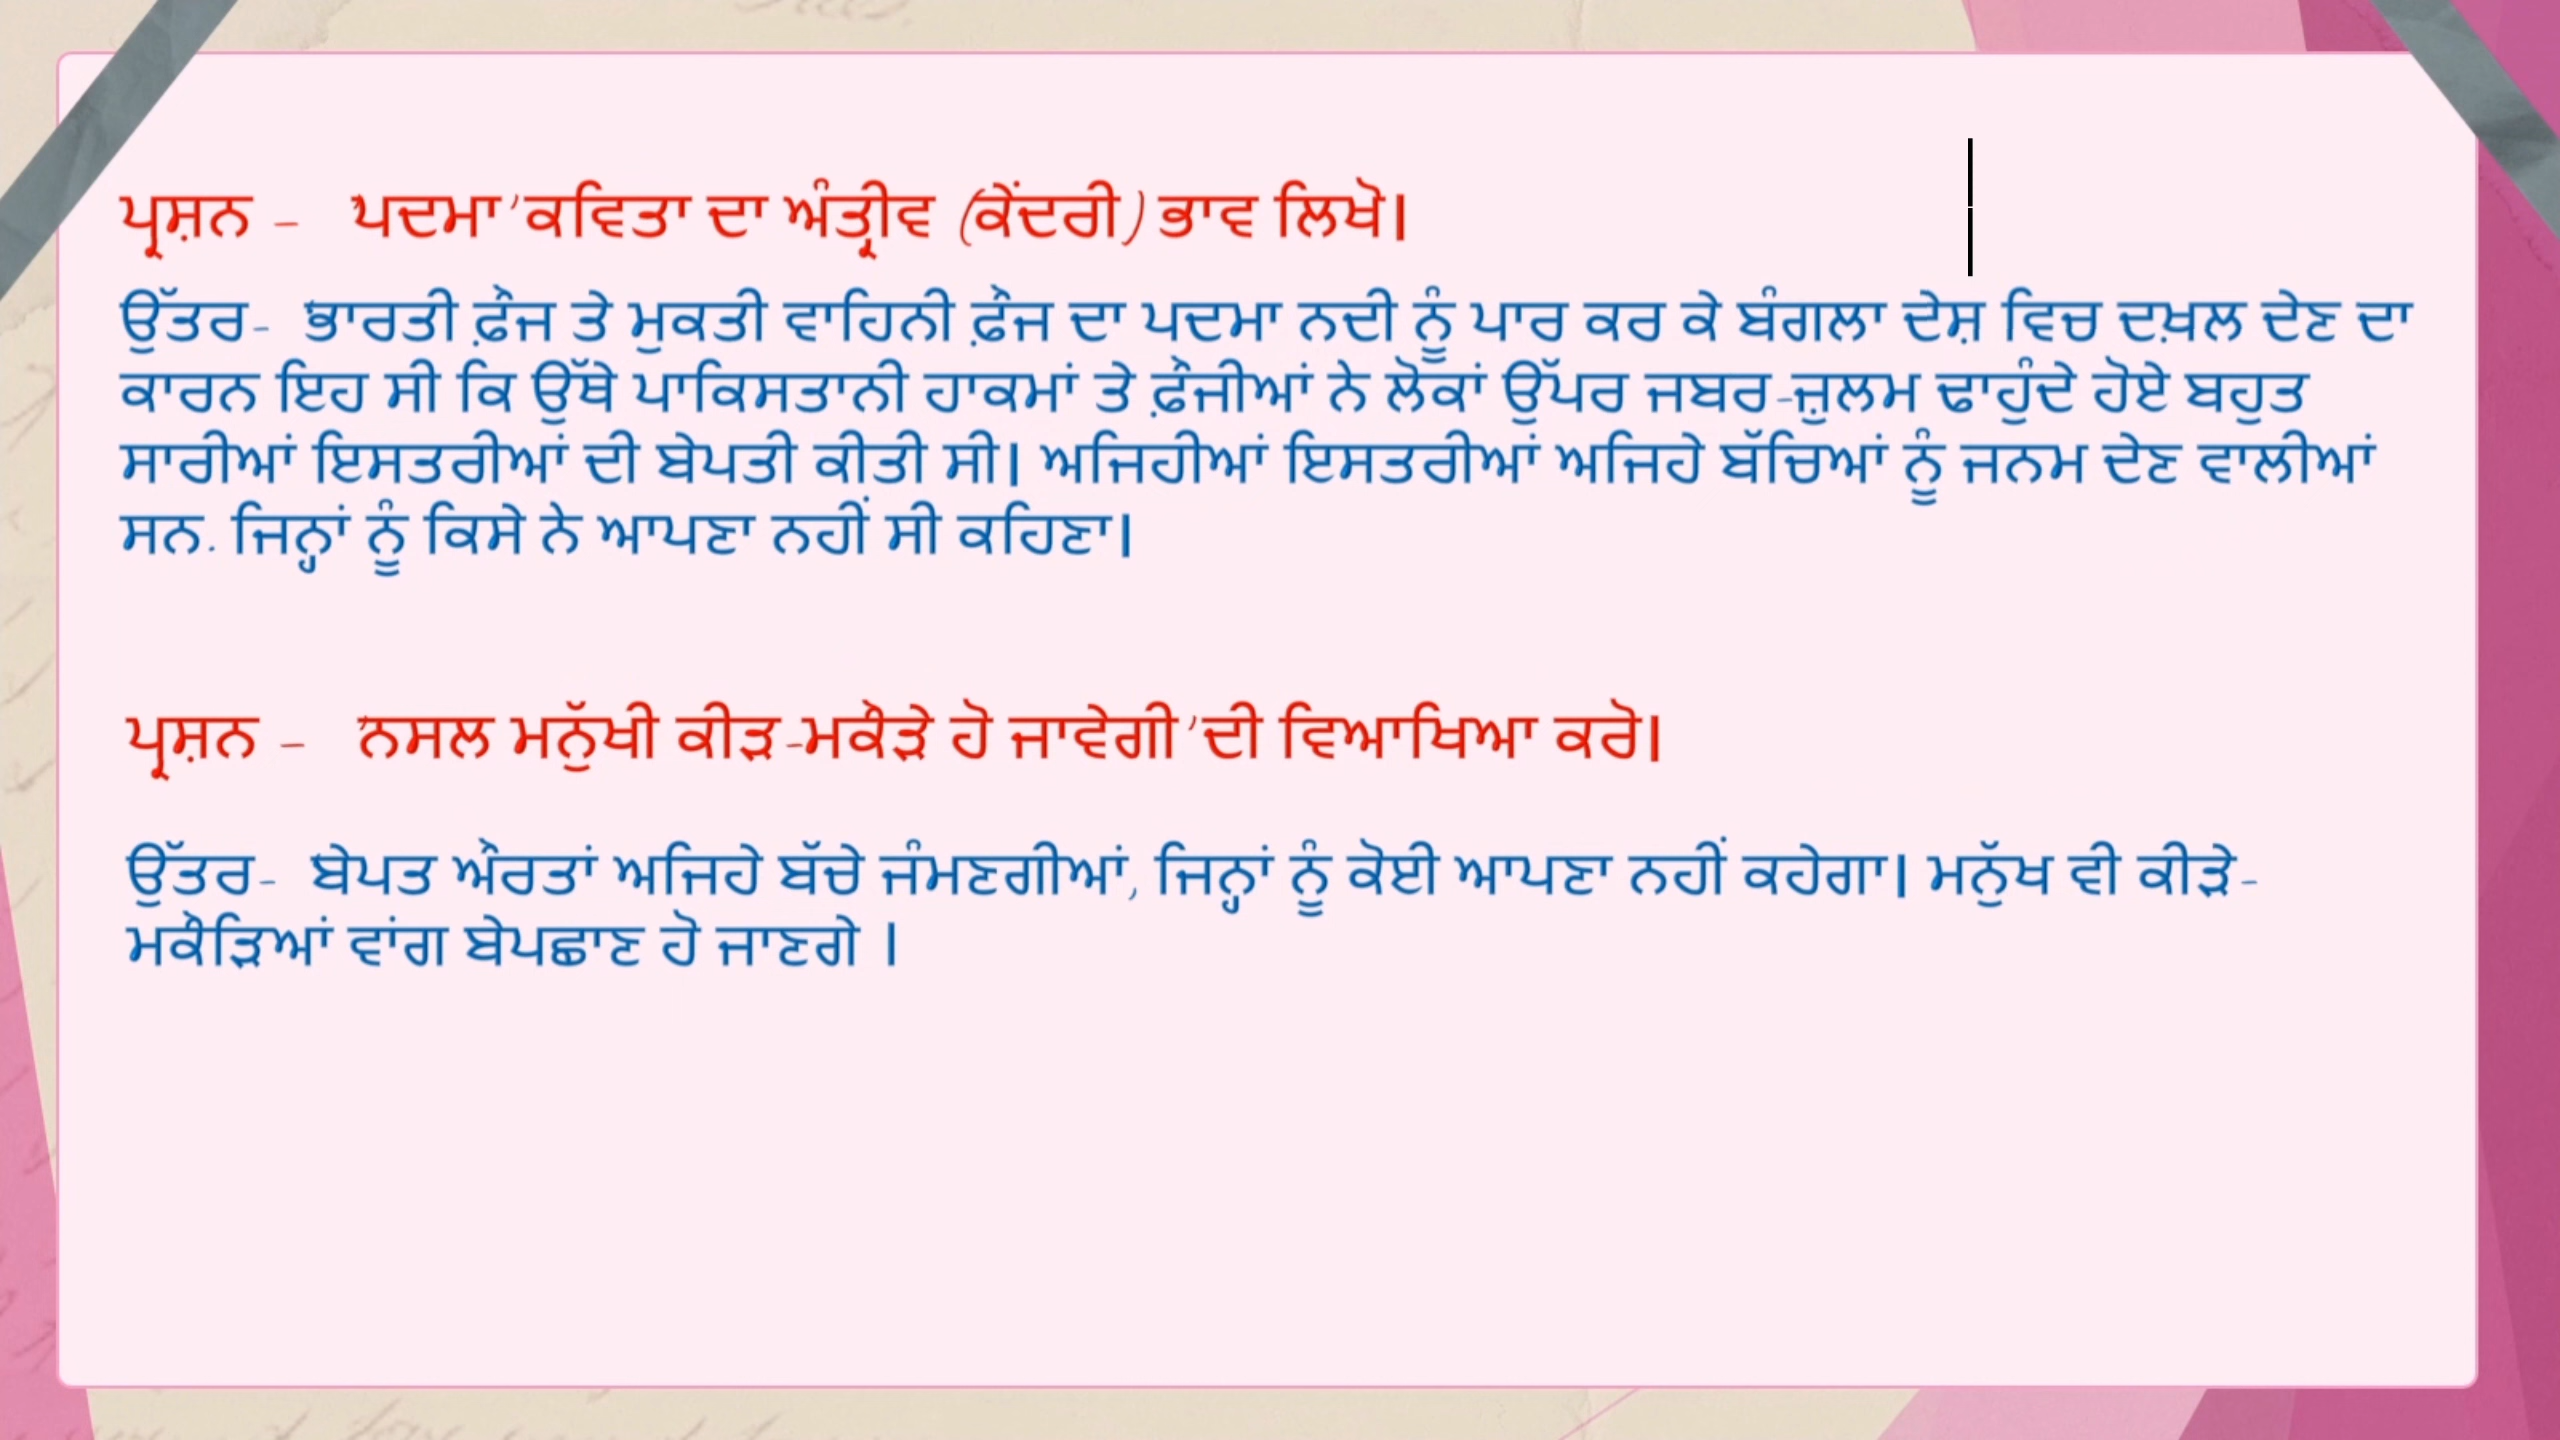 ਪ੍ਰਸ਼ਨ – 'ਪਦਮਾ' ਕਵਿਤਾ ਦਾ ਅੰਤ੍ਰੀਵ (ਕੇਂਦਰੀ) ਭਾਵ ਲਿਖੋ।
ਉੱਤਰ- 'ਭਾਰਤੀ ਫ਼ੌਜ ਤੇ ਮੁਕਤੀ ਵਾਹਿਨੀ ਫ਼ੌਜ ਦਾ ਪਦਮਾ ਨਦੀ ਨੂੰ ਪਾਰ ਕਰ ਕੇ ਬੰਗਲਾ ਦੇਸ਼ ਵਿਚ ਦਖ਼ਲ ਦੇਣ ਦਾ
ਕਾਰਨ ਇਹ ਸੀ ਕਿ ਉੱਥੇ ਪਾਕਿਸਤਾਨੀ ਹਾਕਮਾਂ ਤੇ ਫ਼ੌਜੀਆਂ ਨੇ ਲੋਕਾਂ ਉੱਪਰ ਜਬਰ-ਜ਼ੁਲਮ ਢਾਹੁੰਦੇ ਹੋਏ ਬਹੁਤ
ਸਾਰੀਆਂ ਇਸਤਰੀਆਂ ਦੀ ਬੇਪਤੀ ਕੀਤੀ ਸੀ। ਅਜਿਹੀਆਂ ਇਸਤਰੀਆਂ ਅਜਿਹੇ ਬੱਚਿਆਂ ਨੂੰ ਜਨਮ ਦੇਣ ਵਾਲੀਆਂ
ਸਨ. ਜਿਨ੍ਹਾਂ ਨੂੰ ਕਿਸੇ ਨੇ ਆਪਣਾ ਨਹੀਂ ਸੀ ਕਹਿਣਾ।
ਪ੍ਰਸ਼ਨ – 'ਨਸਲ ਮਨੁੱਖੀ ਕੀੜ-ਮਕੌੜੇ ਹੋ ਜਾਵੇਗੀ' ਦੀ ਵਿਆਖਿਆ ਕਰੋ।
ਉੱਤਰ- 'ਬੇਪਤ ਔਰਤਾਂ ਅਜਿਹੇ ਬੱਚੇ ਜੰਮਣਗੀਆਂ, ਜਿਨ੍ਹਾਂ ਨੂੰ ਕੋਈ ਆਪਣਾ ਨਹੀਂ ਕਹੇਗਾ। ਮਨੁੱਖ ਵੀ ਕੀੜੇ-
ਮਕੌੜਿਆਂ ਵਾਂਗ ਬੇਪਛਾਣ ਹੋ ਜਾਣਗੇ ।